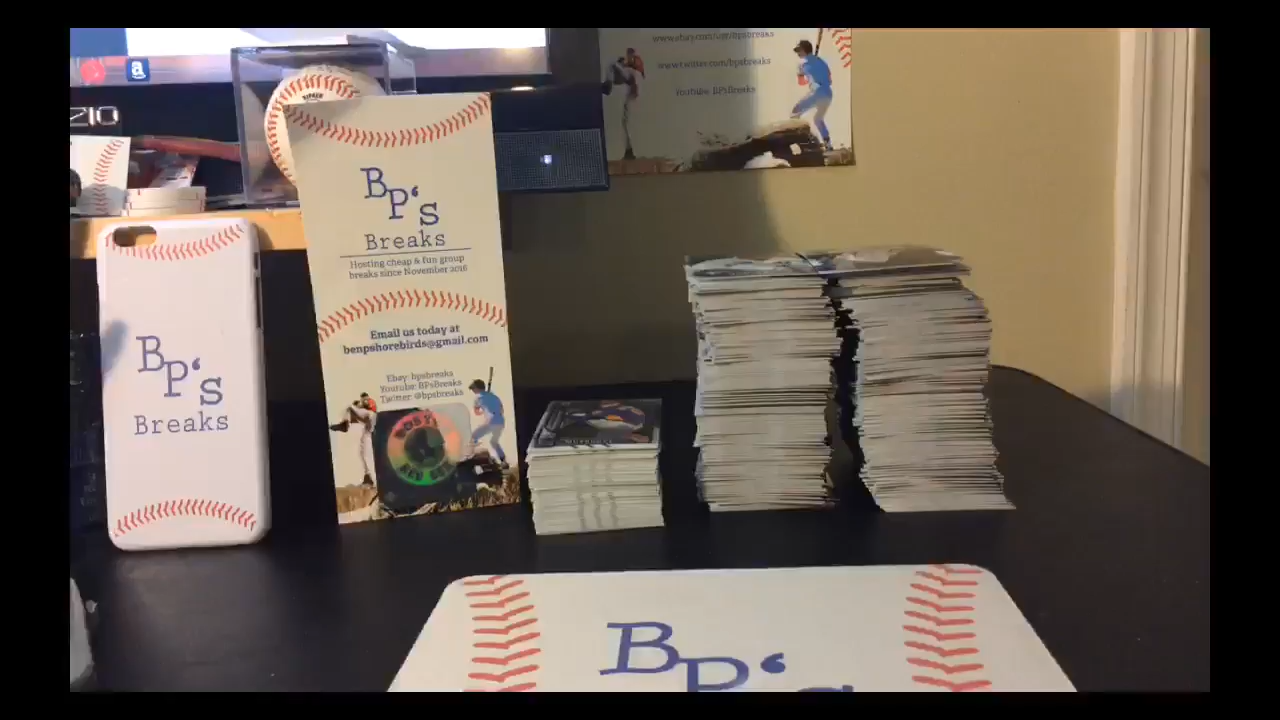 www.ebay.com/usr/bpsbreaks
www.twitter.com/bpsbreaks
Youtube: BPsBreaks
ZIO
BP's
Breaks
Hosting cheap & fun group
breaks since November 2016
Email us today at
benpshorebirds@gmail.com
Ebay: bpsbreaks
Youtube: BPsBreaks
Twitter: @bpsbreaks
BP's
Breaks
BP's